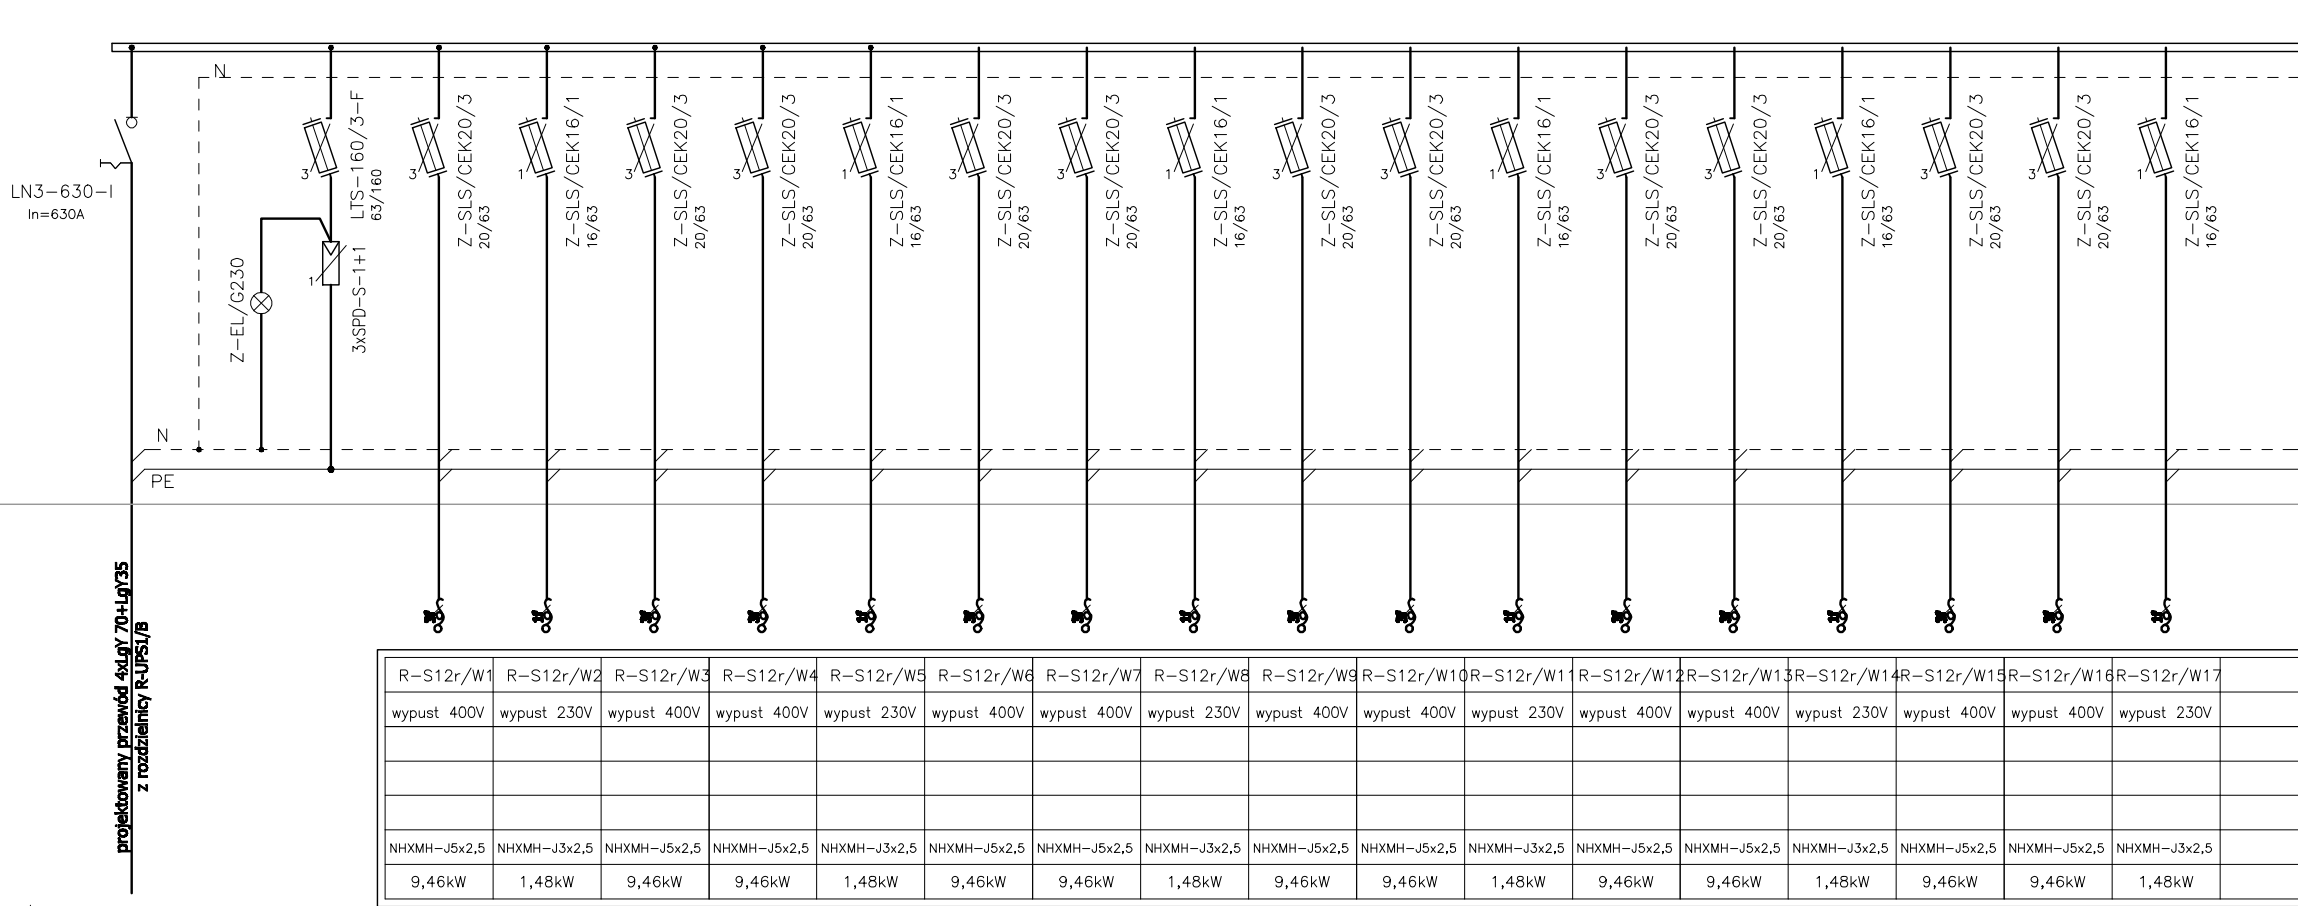 N
LN3-630-I
In=630A
3
LTS-160/3-F
63/160
Z-EL/G230
1
3xSPD-S-1+1
3
Z-SLS/CEK20/3
20/63
1
Z-SLS/CEK16/1
16/63
3
Z-SLS/CEK20/3
20/63
3
Z-SLS/CEK20/3
20/63
1
Z-SLS/CEK16/1
16/63
3
Z-SLS/CEK20/3
20/63
3
Z-SLS/CEK20/3
20/63
1
Z-SLS/CEK16/1
16/63
3
Z-SLS/CEK20/3
20/63
3
Z-SLS/CEK20/3
20/63
1
Z-SLS/CEK16/1
16/63
3
Z-SLS/CEK20/3
20/63
3
Z-SLS/CEK20/3
20/63
1
Z-SLS/CEK16/1
16/63
3
Z-SLS/CEK20/3
20/63
3
Z-SLS/CEK20/3
20/63
1
Z-SLS/CEK16/1
16/63
N
PE
projektowany przewód 4xLgY 70+LgY35
z rozdzielnicy R-UPS1/B
R-S12r/W1 R-S12r/W2 R-S12r/W3 R-S12r/W4 R-S12r/W5 R-S12r/W6 R-S12r/W7 R-S12r/W8 R-S12r/W9 R-S12r/W10 R-S12r/W11 R-S12r/W12 R-S12r/W13 R-S12r/W14 R-S12r/W15 R-S12r/W16 R-S12r/W17
wypust 400V wypust 230V wypust 400V wypust 400V wypust 230V wypust 400V wypust 400V wypust 230V wypust 400V wypust 400V wypust 230V wypust 400V wypust 400V wypust 230V wypust 400V wypust 400V wypust 230V
NHXMH-J5x2,5 NHXMH-J3x2,5 NHXMH-J5x2,5 NHXMH-J5x2,5 NHXMH-J3x2,5 NHXMH-J5x2,5 NHXMH-J5x2,5 NHXMH-J3x2,5 NHXMH-J5x2,5 NHXMH-J5x2,5 NHXMH-J3x2,5 NHXMH-J5x2,5 NHXMH-J5x2,5 NHXMH-J3x2,5 NHXMH-J5x2,5 NHXMH-J5x2,5 NHXMH-J3x2,5
9,46kW 1,48kW 9,46kW 9,46kW 1,48kW 9,46kW 9,46kW 1,48kW 9,46kW 9,46kW 1,48kW 9,46kW 9,46kW 1,48kW 9,46kW 9,46kW 1,48kW